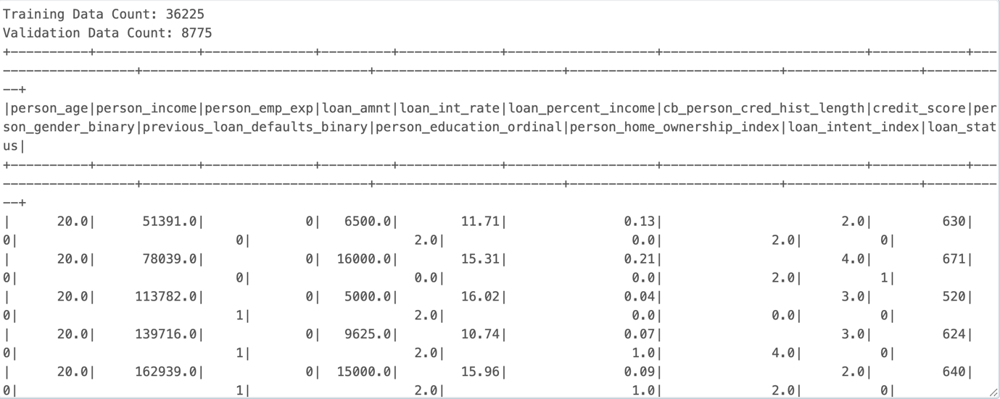 Training Data Count: 36225
Validation Data Count: 8775
+----------+-------------+--------------+---------+-------------+-------------------+--------------------------+------------+---
-----------------+-----------------------------+------------------------+---------------------------+-----------------+---------
--+
|person_age|person_income|person_emp_exp|loan_amnt|loan_int_rate|loan_percent_income|cb_person_cred_hist_length|credit_score|per
son_gender_binary|previous_loan_defaults_binary|person_education_ordinal|person_home_ownership_index|loan_intent_index|loan_stat
us|
+----------+-------------+--------------+---------+-------------+-------------------+--------------------------+------------+---
-----------------+-----------------------------+------------------------+---------------------------+-----------------+---------
--+
|      20.0|      51391.0|             0|   6500.0|        11.71|               0.13|                       2.0|         630|
0|                            0|                     2.0|                        0.0|                2.0|          0|
|      20.0|      78039.0|             0|  16000.0|        15.31|               0.21|                       4.0|         671|
0|                            0|                     0.0|                        0.0|                2.0|          1|
|      20.0|     113782.0|             0|   5000.0|        16.02|               0.04|                       3.0|         520|
0|                            1|                     2.0|                        0.0|                0.0|          0|
|      20.0|     139716.0|             0|   9625.0|        10.74|               0.07|                       3.0|         624|
0|                            1|                     2.0|                        1.0|                4.0|          0|
|      20.0|     162939.0|             0|  15000.0|        15.96|               0.09|                       2.0|         640|
0|                            1|                     2.0|                        1.0|                2.0|          0|